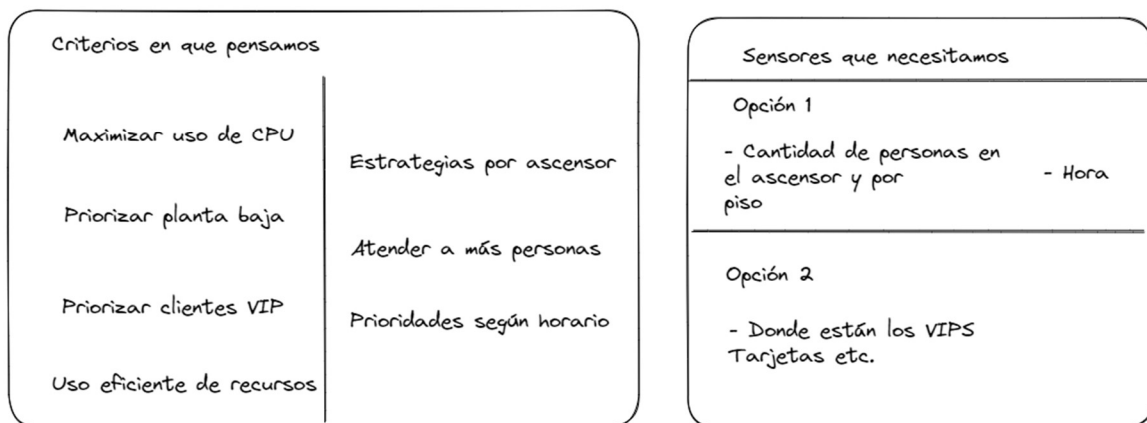 Criterios en que pensamos
Maximizar uso de CPU
Priorizar planta baja
Priorizar clientes VIP
Uso eficiente de recursos
Estrategias por ascensor
Atender a más personas
Prioridades según horario
Sensores que necesitamos
Opción 1
- Cantidad de personas en
el ascensor y por
piso
- Hora
Opción 2
- Donde están los VIPS
Tarjetas etc.